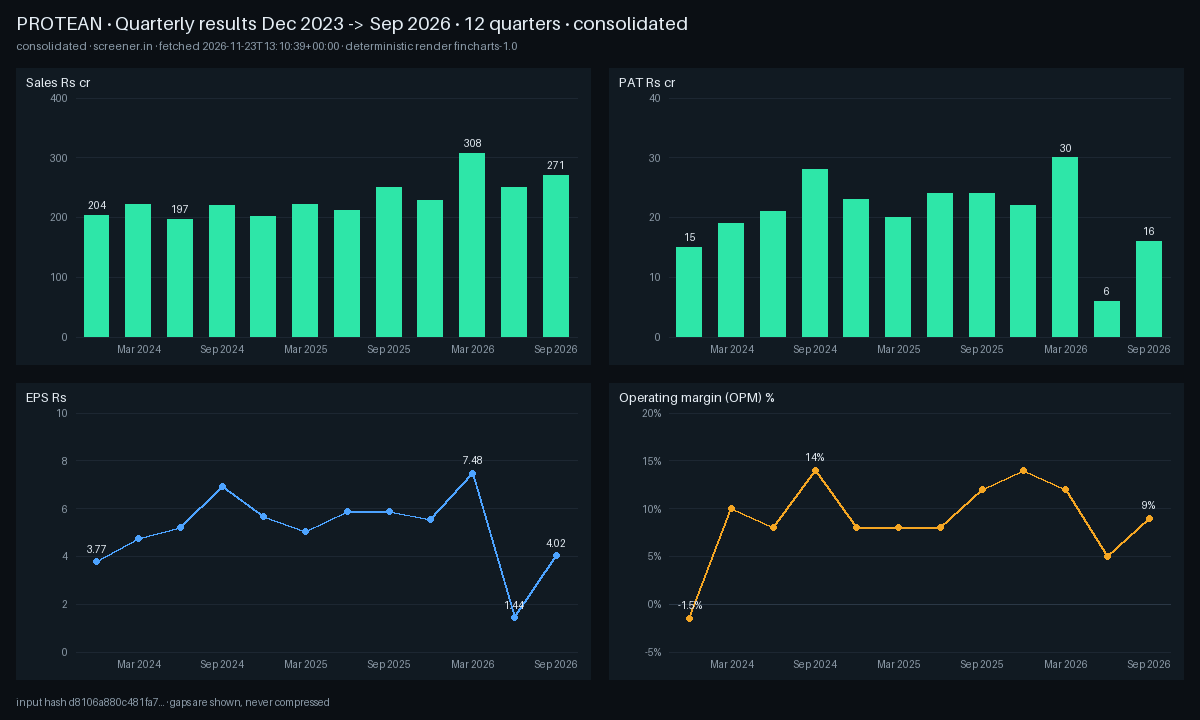 PROTEAN · Quarterly results Dec 2023 -> Sep 2026 · 12 quarters · consolidated
consolidated · screener.in · fetched 2026-11-23T13:10:39+00:00 · deterministic render fincharts-1.0
Sales Rs cr
400
300
200
100
0
204
197
308
271
Mar 2024
Sep 2024
Mar 2025
Sep 2025
Mar 2026
Sep 2026
PAT Rs cr
40
30
20
10
0
15
30
6
16
Mar 2024
Sep 2024
Mar 2025
Sep 2025
Mar 2026
Sep 2026
EPS Rs
10
8
6
4
2
0
3.77
7.48
1.44
4.02
Mar 2024
Sep 2024
Mar 2025
Sep 2025
Mar 2026
Sep 2026
Operating margin (OPM) %
20%
15%
10%
5%
0%
-5%
-1.5%
14%
9%
Mar 2024
Sep 2024
Mar 2025
Sep 2025
Mar 2026
Sep 2026
input hash d8106a880c481fa7… · gaps are shown, never compressed